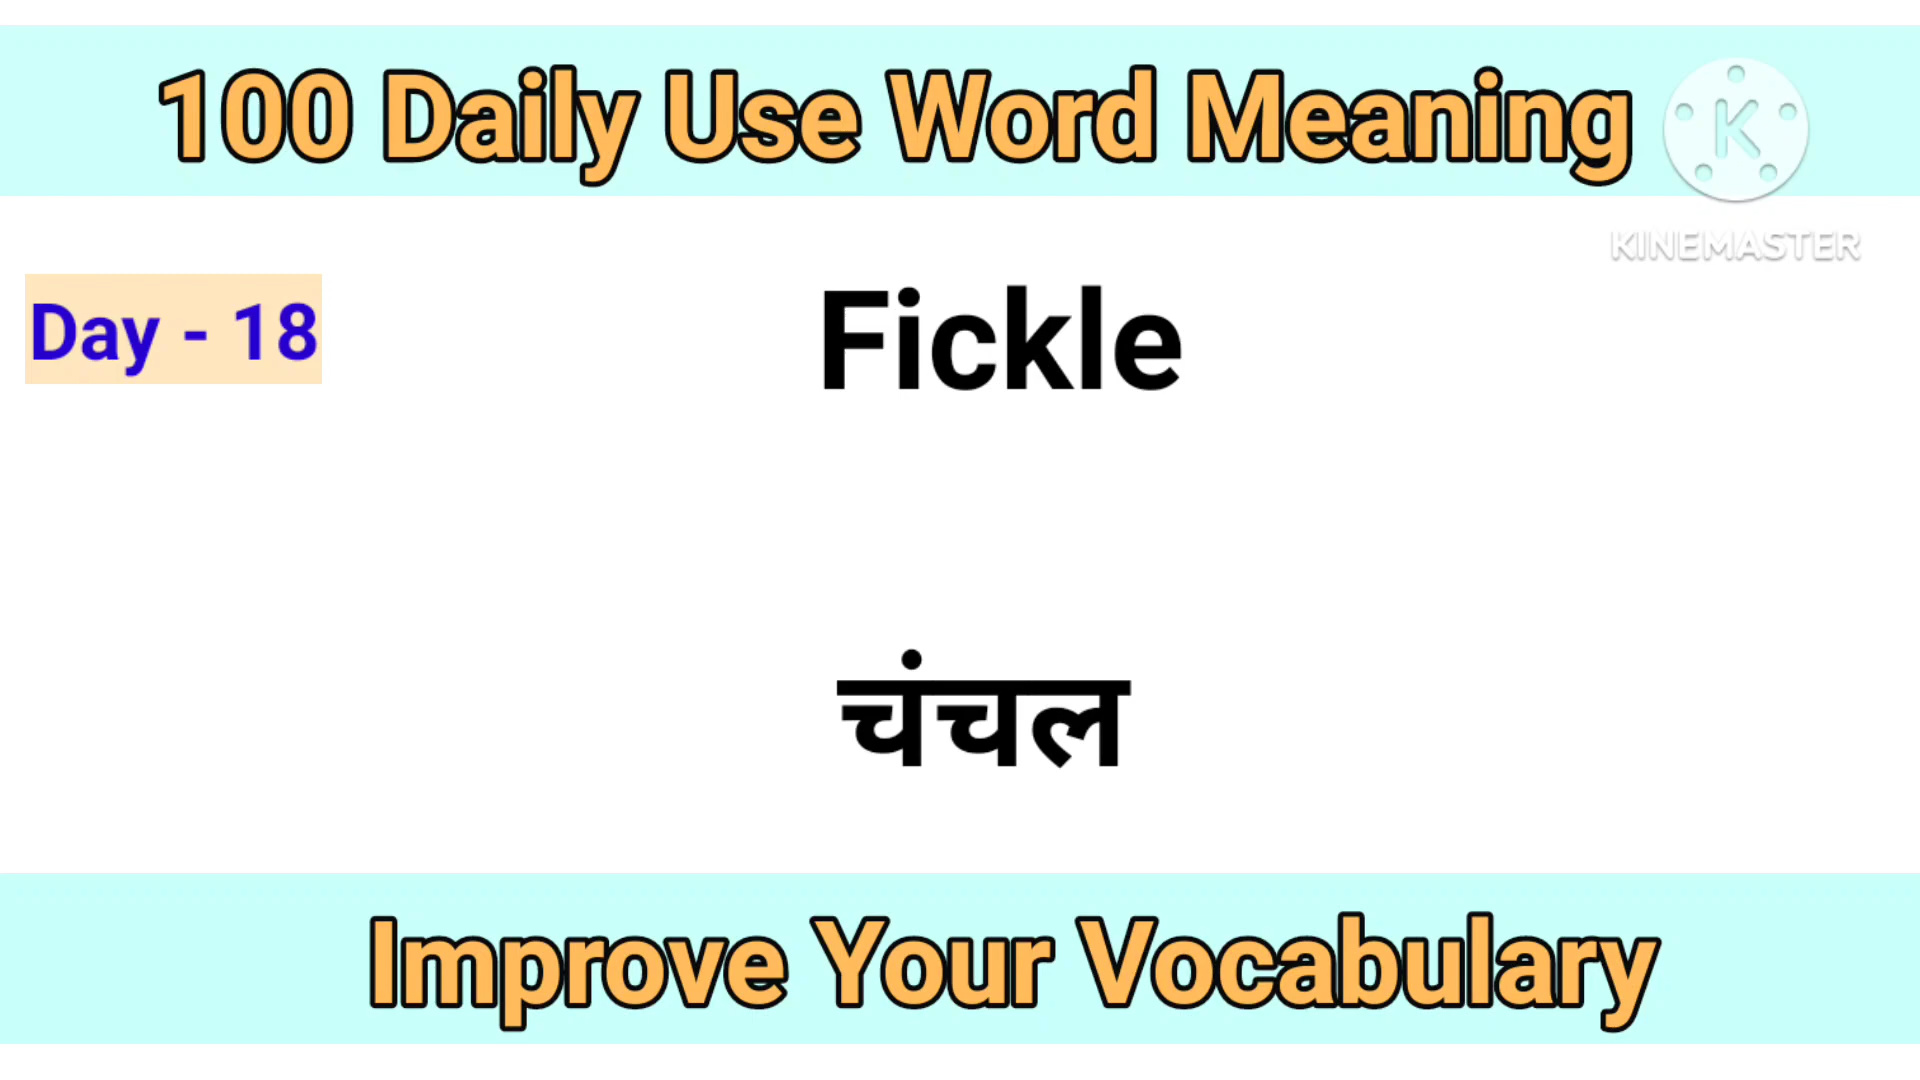 100 Daily Use Word Meaning
K
KINEMASTER
Day - 18
Fickle
चंचल
Improve Your Vocabulary